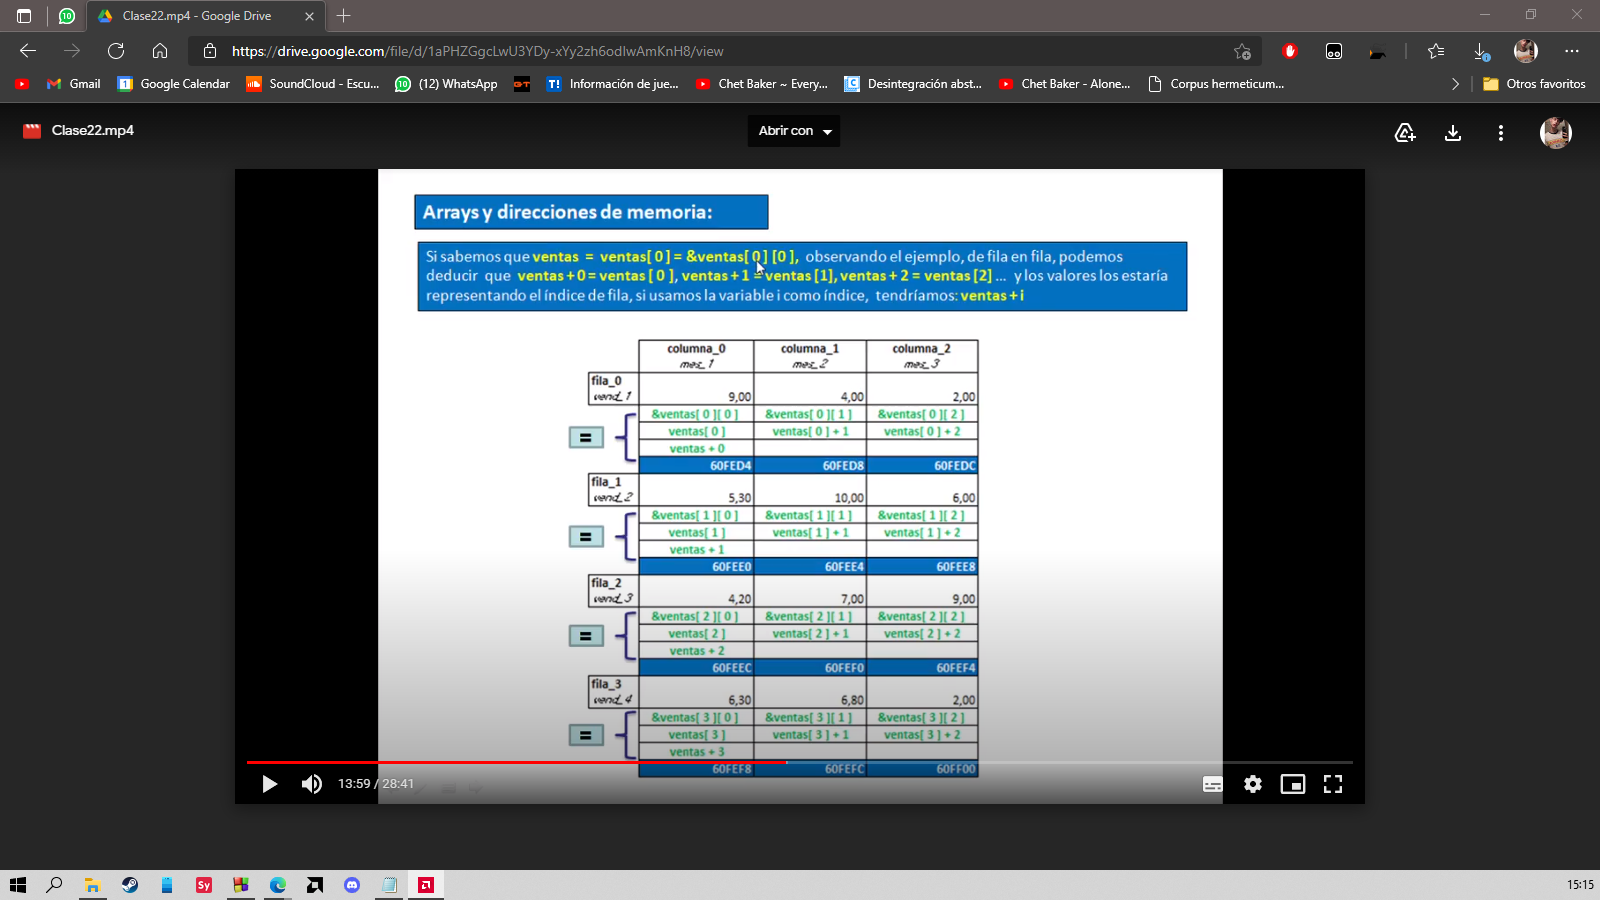 Clase22.mp4 - Google Drive
https://drive.google.com/file/d/1aPHZGgcLwU3YDy-xYy2zh6odIwAmKnH8/view
Gmail
Google Calendar
SoundCloud - Escu...
(12) WhatsApp
Información de jue...
Chet Baker ~ Every...
Desintegración abst...
Chet Baker - Alone...
Corpus hermeticum...
Otros favoritos
Clase22.mp4
Abrir con
Arrays y direcciones de memoria:
Si sabemos que ventas = ventas[ 0 ] = &ventas[ 0 ] [0 ], observando el ejemplo, de fila en fila, podemos
deducir que ventas + 0 = ventas [ 0 ], ventas + 1 = ventas [1], ventas + 2 = ventas [2] ... y los valores los estaría
representando el índice de fila, si usamos la variable i como índice, tendríamos: ventas + i
columna_0 columna_1 columna_2
mes_1 mes_2 mes_3
fila_0
vend_1 9,00 4,00 2,00
&ventas[ 0 ][ 0 ] &ventas[ 0 ][ 1 ] &ventas[ 0 ][ 2 ]
= ventas[ 0 ] ventas[ 0 ] + 1 ventas[ 0 ] + 2
ventas + 0
60FED4 60FED8 60FEDC
fila_1
vend_2 5,30 10,00 6,00
&ventas[ 1 ][ 0 ] &ventas[ 1 ][ 1 ] &ventas[ 1 ][ 2 ]
= ventas[ 1 ] ventas[ 1 ] + 1 ventas[ 1 ] + 2
ventas + 1
60FEE0 60FEE4 60FEE8
fila_2
vend_3 4,20 7,00 9,00
&ventas[ 2 ][ 0 ] &ventas[ 2 ][ 1 ] &ventas[ 2 ][ 2 ]
= ventas[ 2 ] ventas[ 2 ] + 1 ventas[ 2 ] + 2
ventas + 2
60FEEC 60FEF0 60FEF4
fila_3
vend_4 6,30 6,80 2,00
&ventas[ 3 ][ 0 ] &ventas[ 3 ][ 1 ] &ventas[ 3 ][ 2 ]
= ventas[ 3 ] ventas[ 3 ] + 1 ventas[ 3 ] + 2
ventas + 3
60FEF8 60FEFC 60FF00
13:59 / 28:41
Sy
15:15